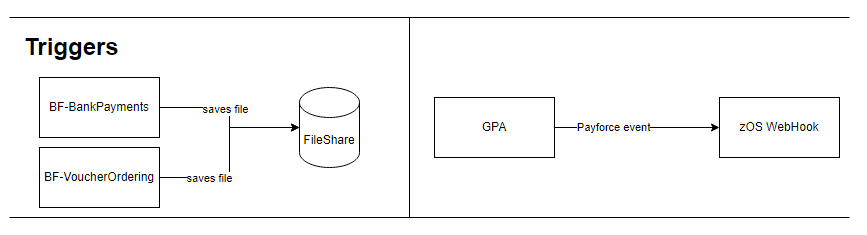 Triggers
BF-BankPayments
saves file
FileShare
BF-VoucherOrdering
saves file
GPA
Payforce event
zOS WebHook